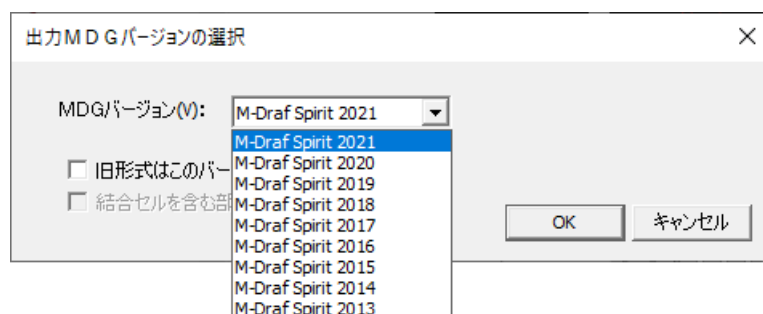 出力ＭＤＧバージョンの選択
MDGバージョン(V):
M-Draf Spirit 2021
M-Draf Spirit 2021
M-Draf Spirit 2020
旧形式はこのバー
M-Draf Spirit 2019
M-Draf Spirit 2018
結合セルを含む部
M-Draf Spirit 2017
OK
キャンセル
M-Draf Spirit 2016
M-Draf Spirit 2015
M-Draf Spirit 2014
M-Draf Spirit 2013